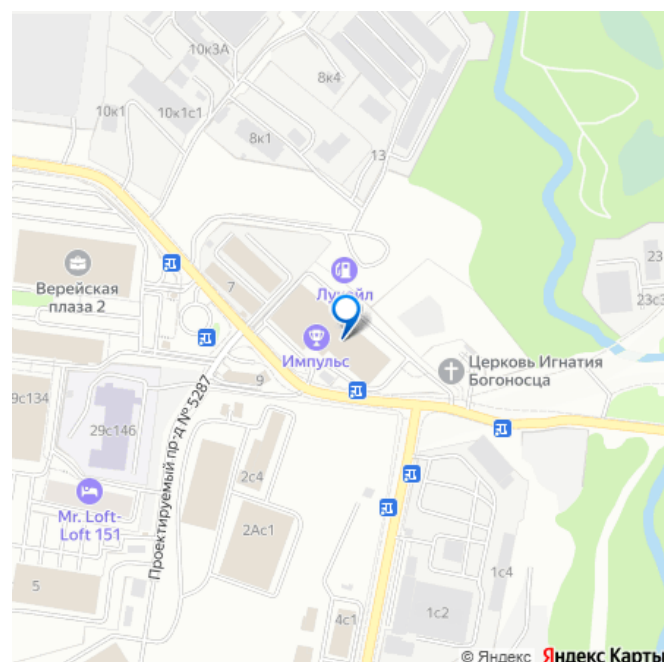 10к3А
8к4
10к1
10к1с1
8к1
13
Верейская
плаза 2
7
Лукойл
23
23с3
Импульс
Церковь Игнатия
Богоносца
9
9с134
29с146
Проектируемый пр-д № 5287
2с4
Mr. Loft-
Loft 151
2Ас1
5
1с4
1с2
4с1
© Яндекс Яндекс Карты